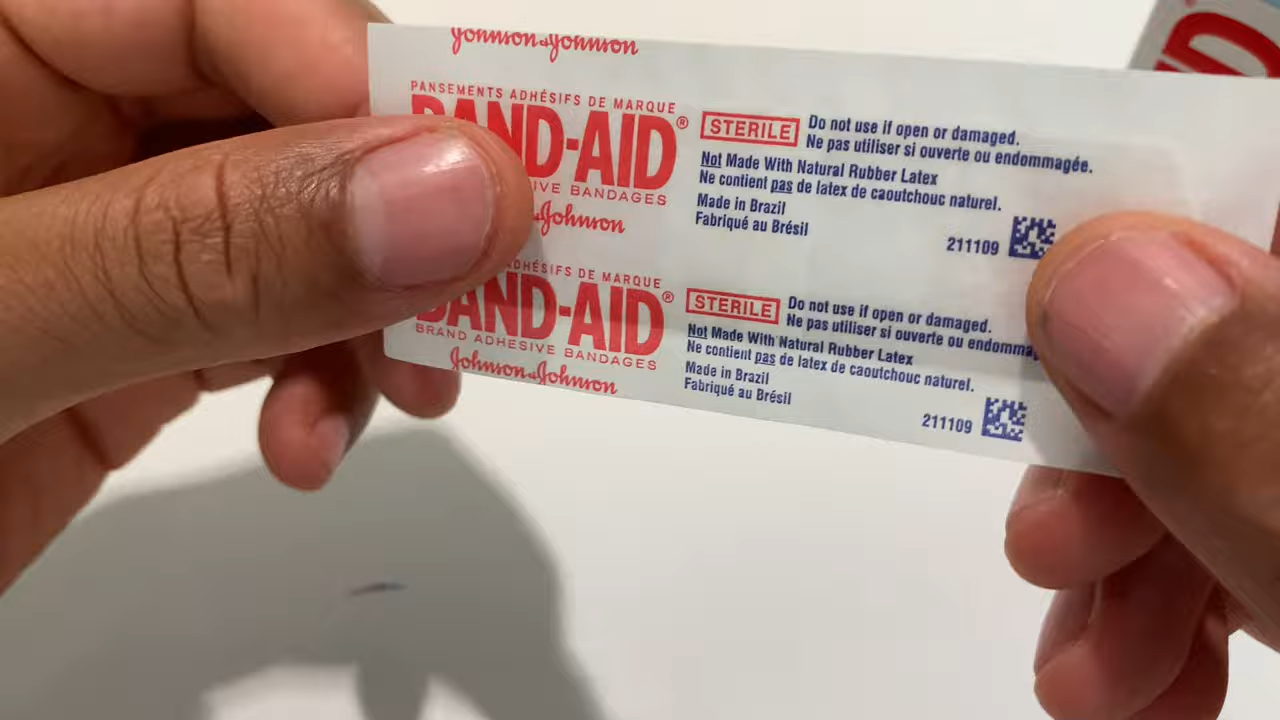 Johnson&Johnson
PANSEMENTS ADHÉSIFS DE MARQUE
BAND-AID®
BANDAGES
Johnson
STERILE
Do not use if open or damaged.
Ne pas utiliser si ouverte ou endommagée.
Not Made With Natural Rubber Latex
Ne contient pas de latex de caoutchouc naturel.
Made in Brazil
Fabriqué au Brésil
211109
DE MARQUE
BAND-AID®
BRAND ADHESIVE BANDAGES
Johnson&Johnson
STERILE
Do not use if open or damaged.
Ne pas utiliser si ouverte ou
Not Made With Natural Rubber Latex
Ne contient pas de latex de caoutchouc naturel.
Made in Brazil
Fabriqué au Brésil
211109